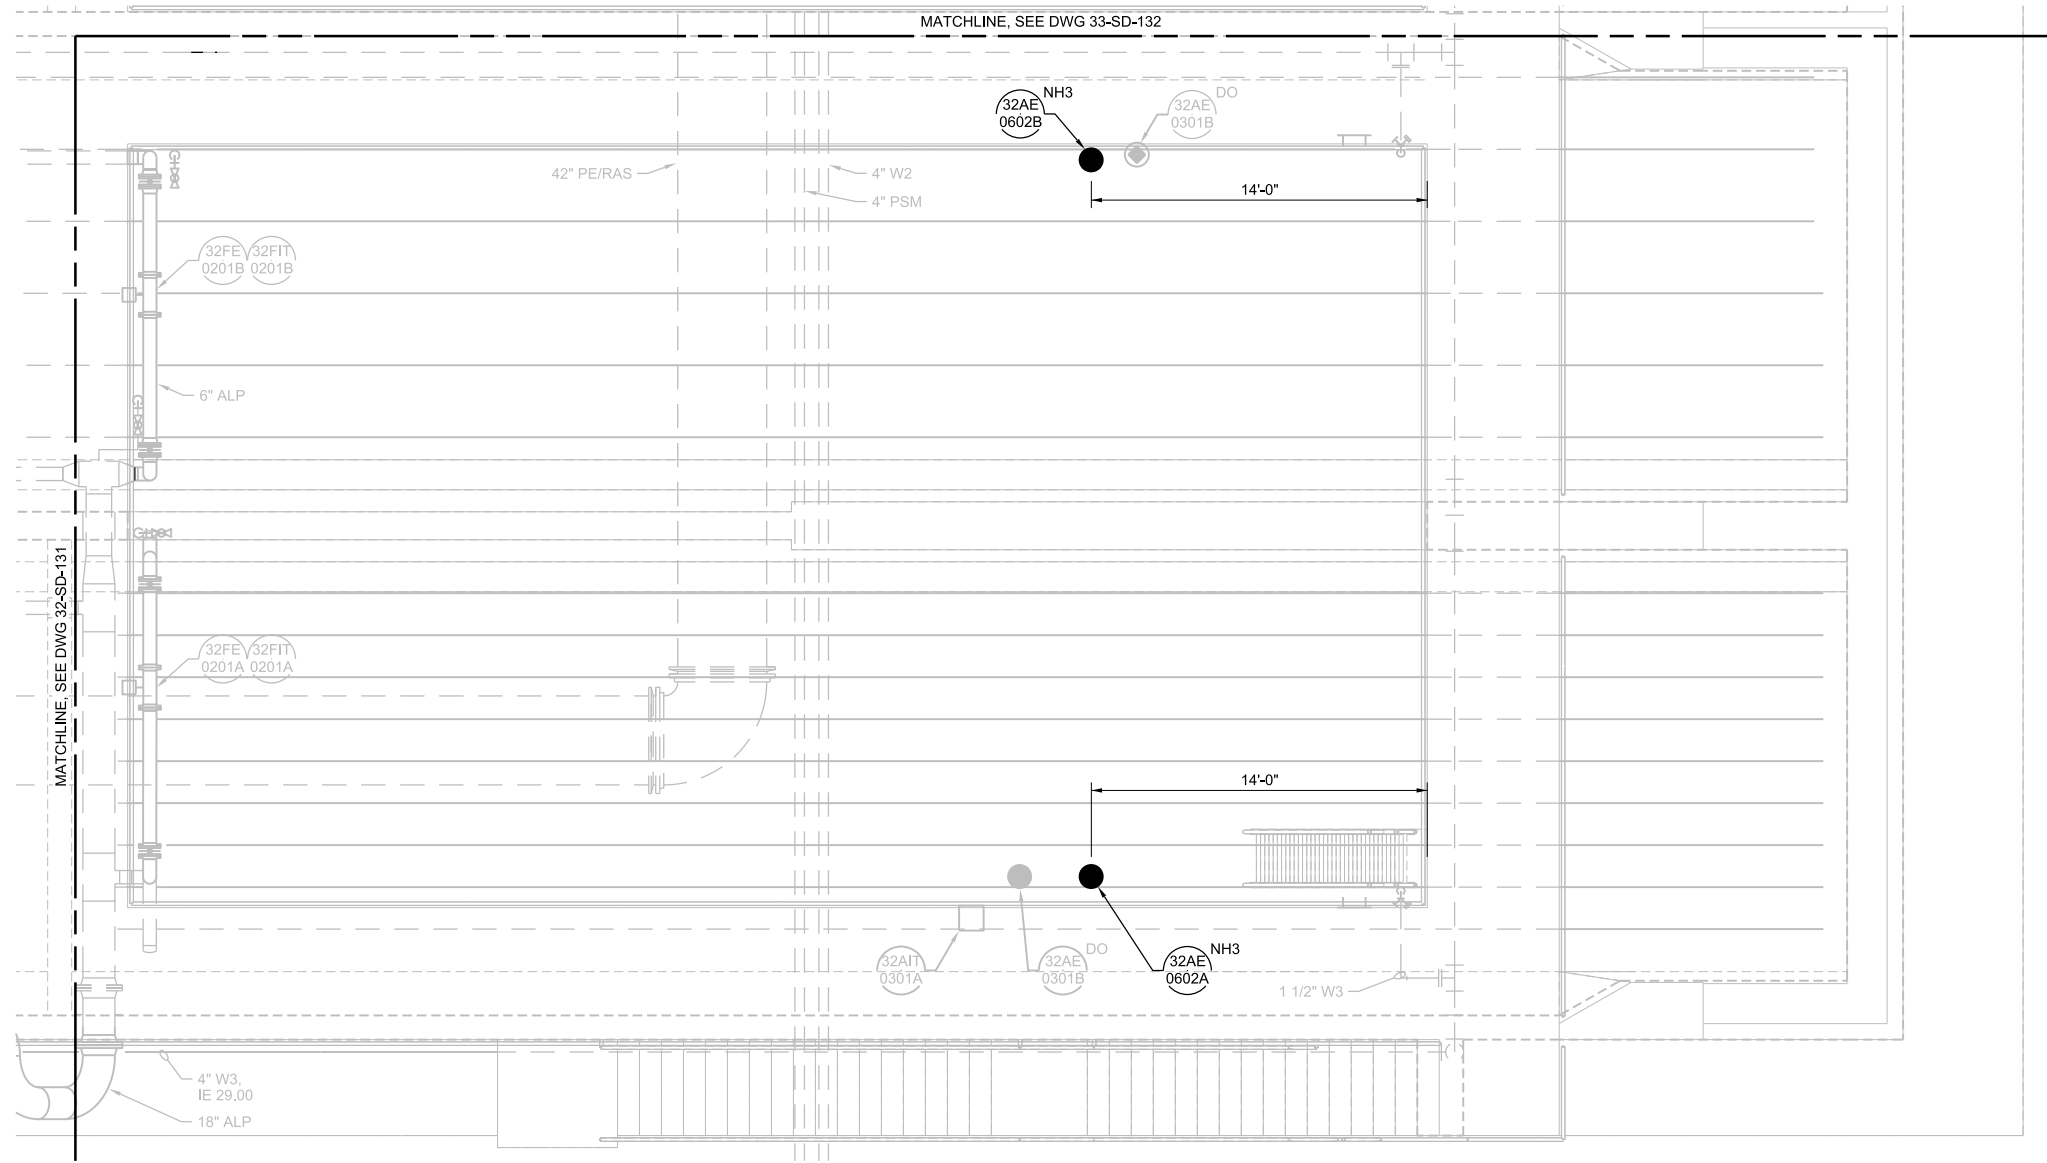 MATCHLINE, SEE DWG 33-SD-132
NH3
32AE
0602B
DO
32AE
0301B
42" PE/RAS
4" W2
4" PSM
14'-0"
32FE
0201B
32FIT
0201B
6" ALP
MATCHLINE, SEE DWG 32-SD-131
32FE
0201A
32FIT
0201A
14'-0"
32AIT
0301A
DO
32AE
0301B
NH3
32AE
0602A
1 1/2" W3
4" W3,
IE 29.00
18" ALP